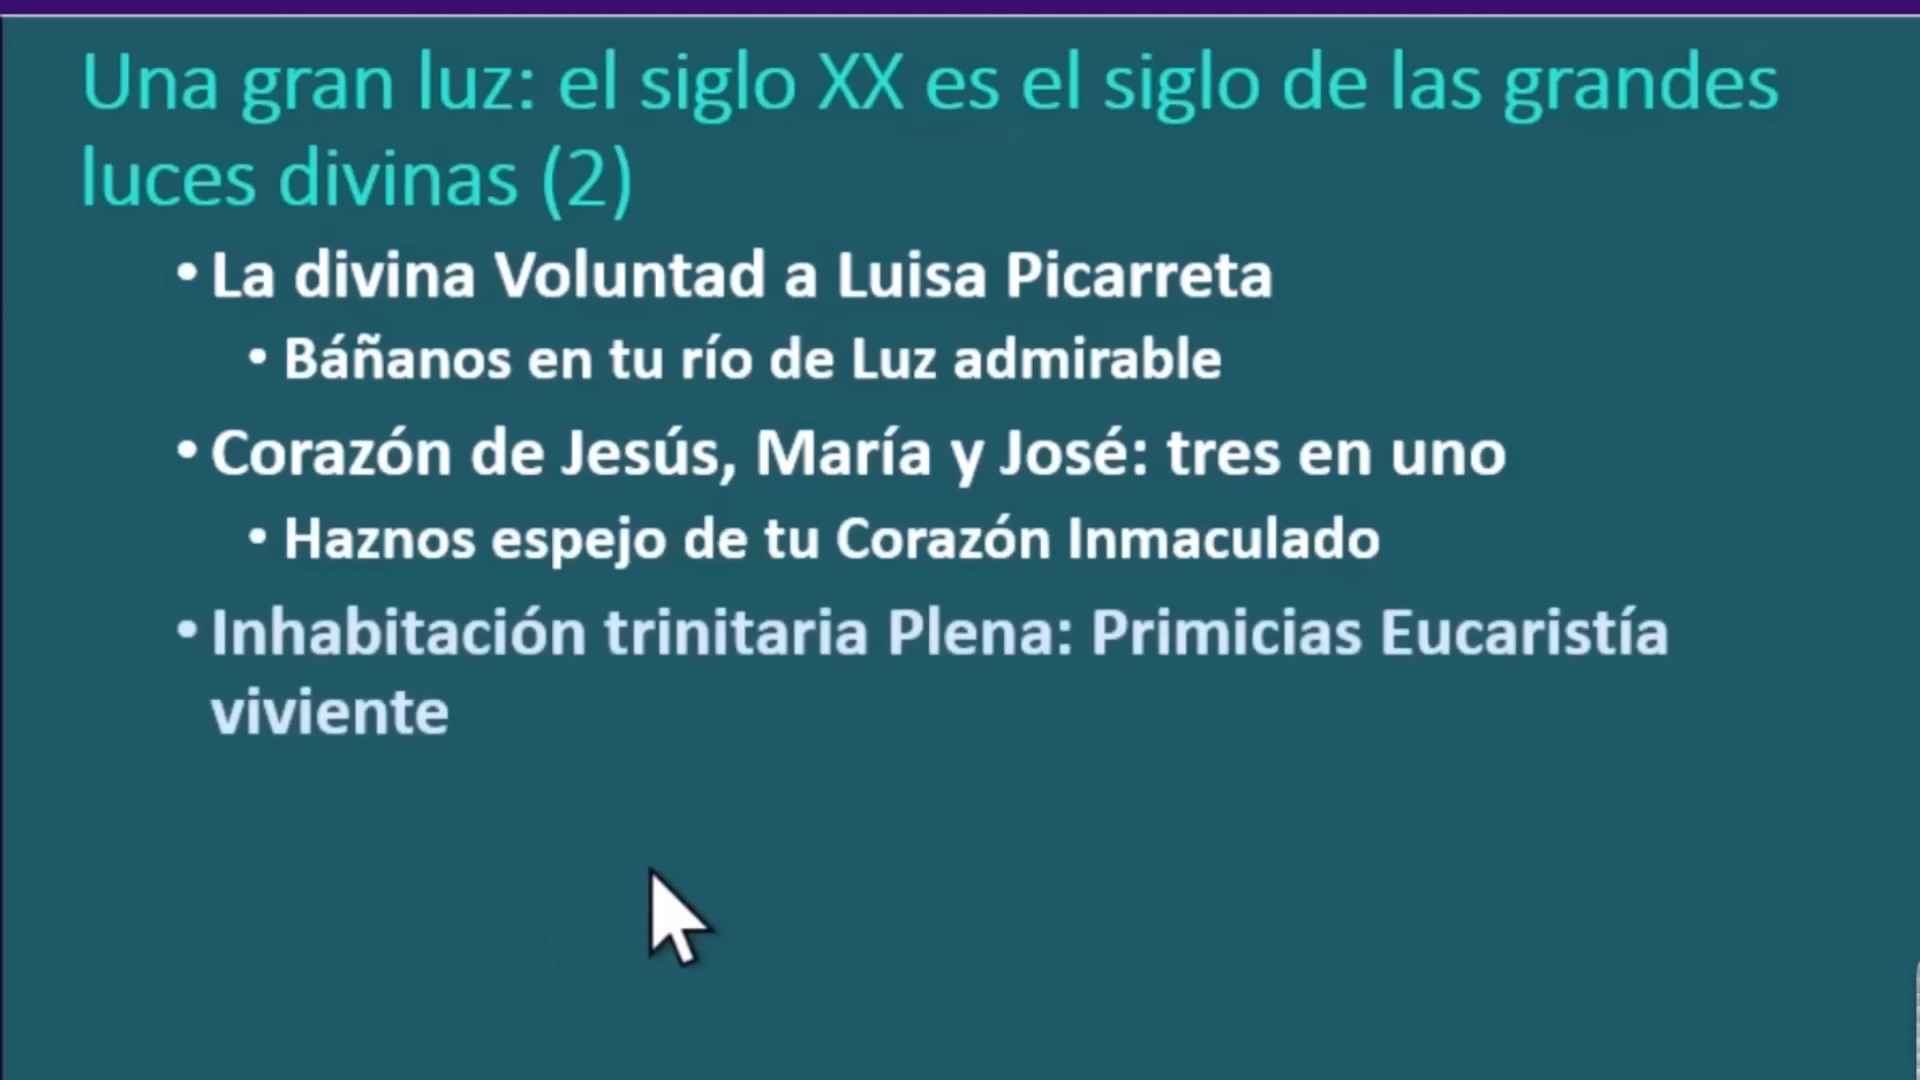 Una gran luz: el siglo XX es el siglo de las grandes
luces divinas (2)
• La divina Voluntad a Luisa Picarreta
• Báñanos en tu río de Luz admirable
• Corazón de Jesús, María y José: tres en uno
• Haznos espejo de tu Corazón Inmaculado
• Inhabitación trinitaria Plena: Primicias Eucaristía
viviente